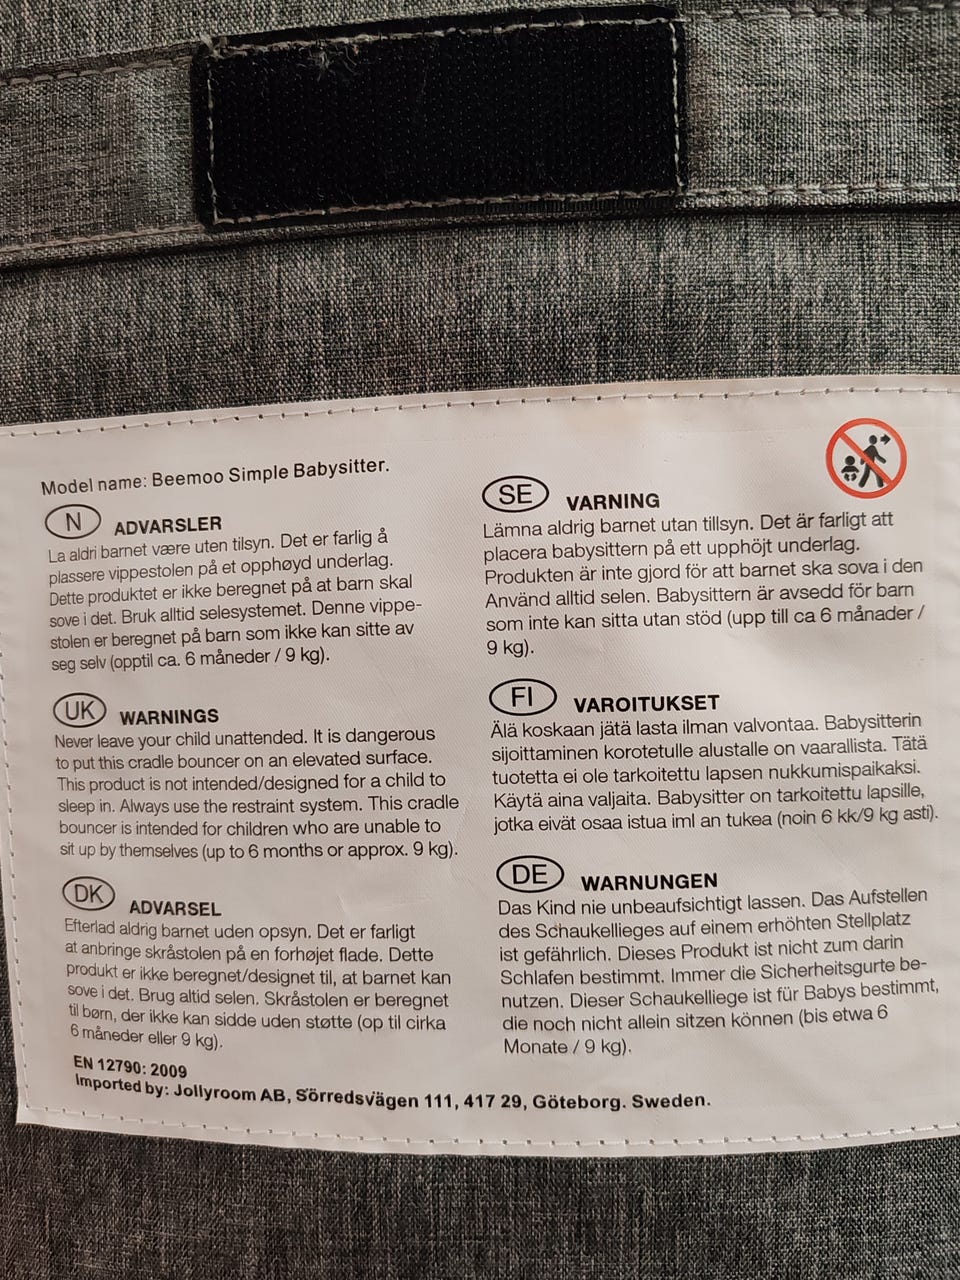 Model name: Beemoo Simple Babysitter.
N ADVARSLER
La aldri barnet være uten tilsyn. Det er farlig å
plassere vippestolen på et opphøyd underlag.
Dette produktet er ikke beregnet på at barn skal
sove i det. Bruk alltid selesystemet. Denne vippe-
stolen er beregnet på barn som ikke kan sitte av
seg selv (opptil ca. 6 måneder / 9 kg).
UK WARNINGS
Never leave your child unattended. It is dangerous
to put this cradle bouncer on an elevated surface.
This product is not intended/designed for a child to
sleep in. Always use the restraint system. This cradle
bouncer is intended for children who are unable to
sit up by themselves (up to 6 months or approx. 9 kg).
DK ADVARSEL
Efterlad aldrig barnet uden opsyn. Det er farligt
at anbringe skråstolen på en forhøjet flade. Dette
produkt er ikke beregnet/designet til, at barnet kan
sove i det. Brug altid selen. Skråstolen er beregnet
til børn, der ikke kan sidde uden støtte (op til cirka
6 måneder eller 9 kg).
SE VARNING
Lämna aldrig barnet utan tillsyn. Det är farligt att
placera babysittern på ett upphöjt underlag.
Produkten är inte gjord för att barnet ska sova i den
Använd alltid selen. Babysittern är avsedd för barn
som inte kan sitta utan stöd (upp till ca 6 månader /
9 kg).
FI VAROITUKSET
Älä koskaan jätä lasta ilman valvontaa. Babysitterin
sijoittaminen korotetulle alustalle on vaarallista. Tätä
tuotetta ei ole tarkoitettu lapsen nukkumispaikaksi.
Käytä aina valjaita. Babysitter on tarkoitettu lapsille,
jotka eivät osaa istua iml an tukea (noin 6 kk/9 kg asti).
DE WARNUNGEN
Das Kind nie unbeaufsichtigt lassen. Das Aufstellen
des Schaukellieges auf einem erhöhten Stellplatz
ist gefährlich. Dieses Produkt ist nicht zum darin
Schlafen bestimmt. Immer die Sicherheitsgurte be-
nutzen. Dieser Schaukelliege ist für Babys bestimmt,
die noch nicht allein sitzen können (bis etwa 6
Monate / 9 kg).
EN 12790: 2009
Imported by: Jollyroom AB, Sörredsvägen 111, 417 29, Göteborg. Sweden.